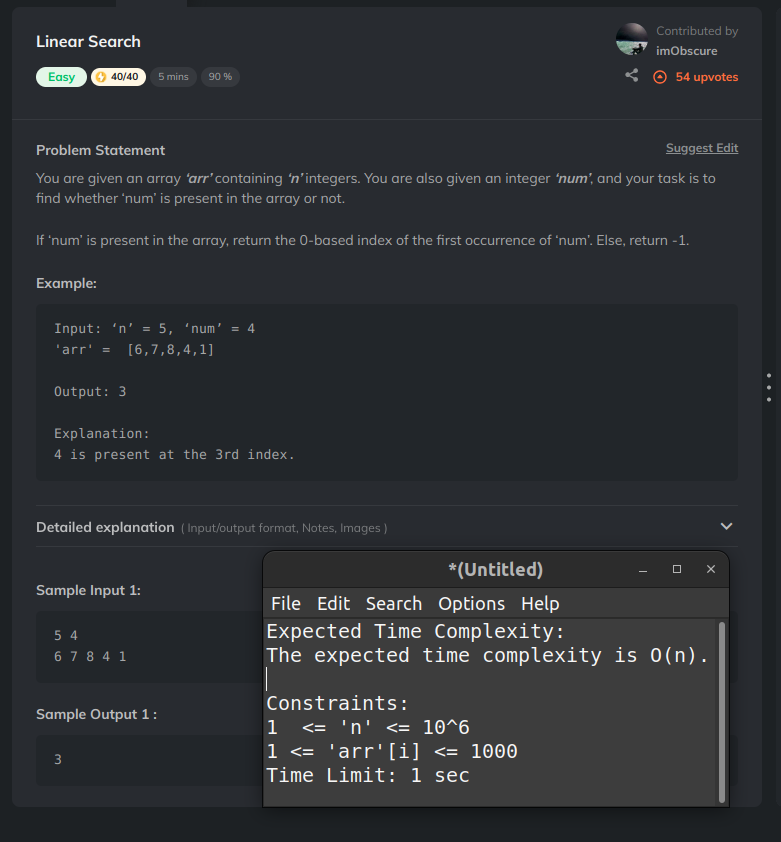 Linear Search
Contributed by
imObscure
Easy
40/40
5 mins
90 %
54 upvotes
Problem Statement
Suggest Edit
You are given an array ‘arr’ containing ‘n’ integers. You are also given an integer ‘num’, and your task is to
find whether ‘num’ is present in the array or not.
If ‘num’ is present in the array, return the 0-based index of the first occurrence of ‘num’. Else, return -1.
Example:
Input: ‘n’ = 5, ‘num’ = 4
'arr' =  [6,7,8,4,1]
Output: 3
Explanation:
4 is present at the 3rd index.
Detailed explanation ( Input/output format, Notes, Images )
Sample Input 1:
5 4
6 7 8 4 1
Sample Output 1 :
3
*(Untitled)
File Edit Search Options Help
Expected Time Complexity:
The expected time complexity is O(n).
Constraints:
1  <= 'n' <= 10^6
1 <= 'arr'[i] <= 1000
Time Limit: 1 sec